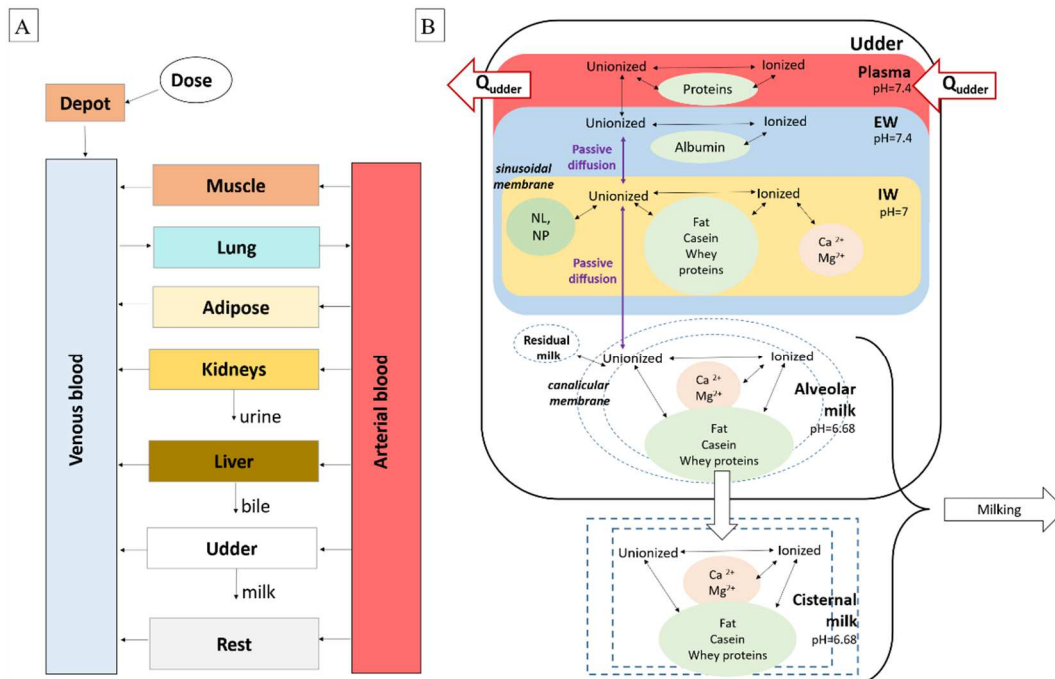 A
Dose
Depot
Venous blood
Muscle
Lung
Adipose
Kidneys
urine
Liver
bile
Udder
milk
Rest
Arterial blood
B
Udder
Q udder
Q udder
Unionized
Ionized
Plasma
pH=7.4
Proteins
Unionized
Ionized
EW
pH=7.4
Albumin
Passive
diffusion
sinusoidal
membrane
Unionized
Ionized
IW
pH=7
NL,
NP
Fat
Casein
Whey
proteins
Ca 2+
Mg2+
Passive
diffusion
Residual
milk
Unionized
Ionized
canalicular
membrane
Ca 2+
Mg2+
Alveolar
milk
pH=6.68
Fat
Casein
Whey proteins
Milking
Unionized
Ionized
Ca 2+
Mg2+
Cisternal
milk
pH=6.68
Fat
Casein
Whey proteins